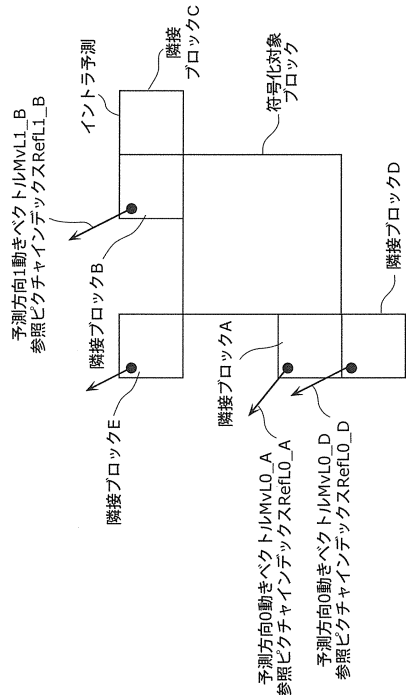 予測方向1動きベクトルMvL1_B
参照ピクチャインデックスRefL1_B
イントラ予測
隣接
ブロックC
隣接ブロックB
隣接ブロックE
符号化対象
ブロック
隣接ブロックA
隣接ブロックD
予測方向0動きベクトルMvL0_A
参照ピクチャインデックスRefL0_A
予測方向0動きベクトルMvL0_D
参照ピクチャインデックスRefL0_D